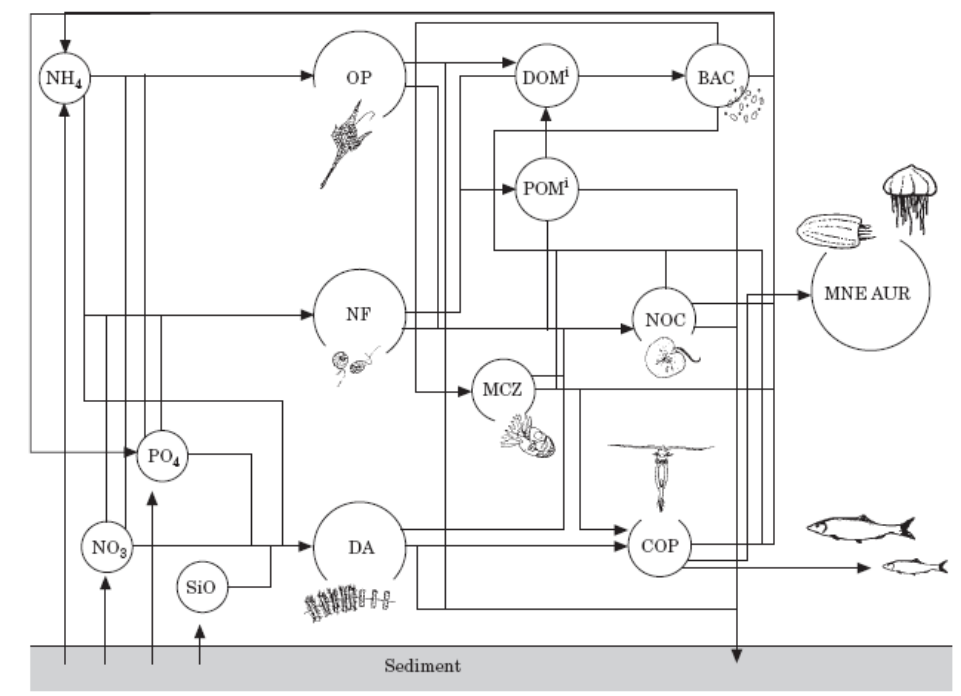 NH₄
OP
DOMⁱ
BAC
POMⁱ
NF
NOC
MNE AUR
MCZ
PO₄
NO₃
DA
COP
SiO
Sediment